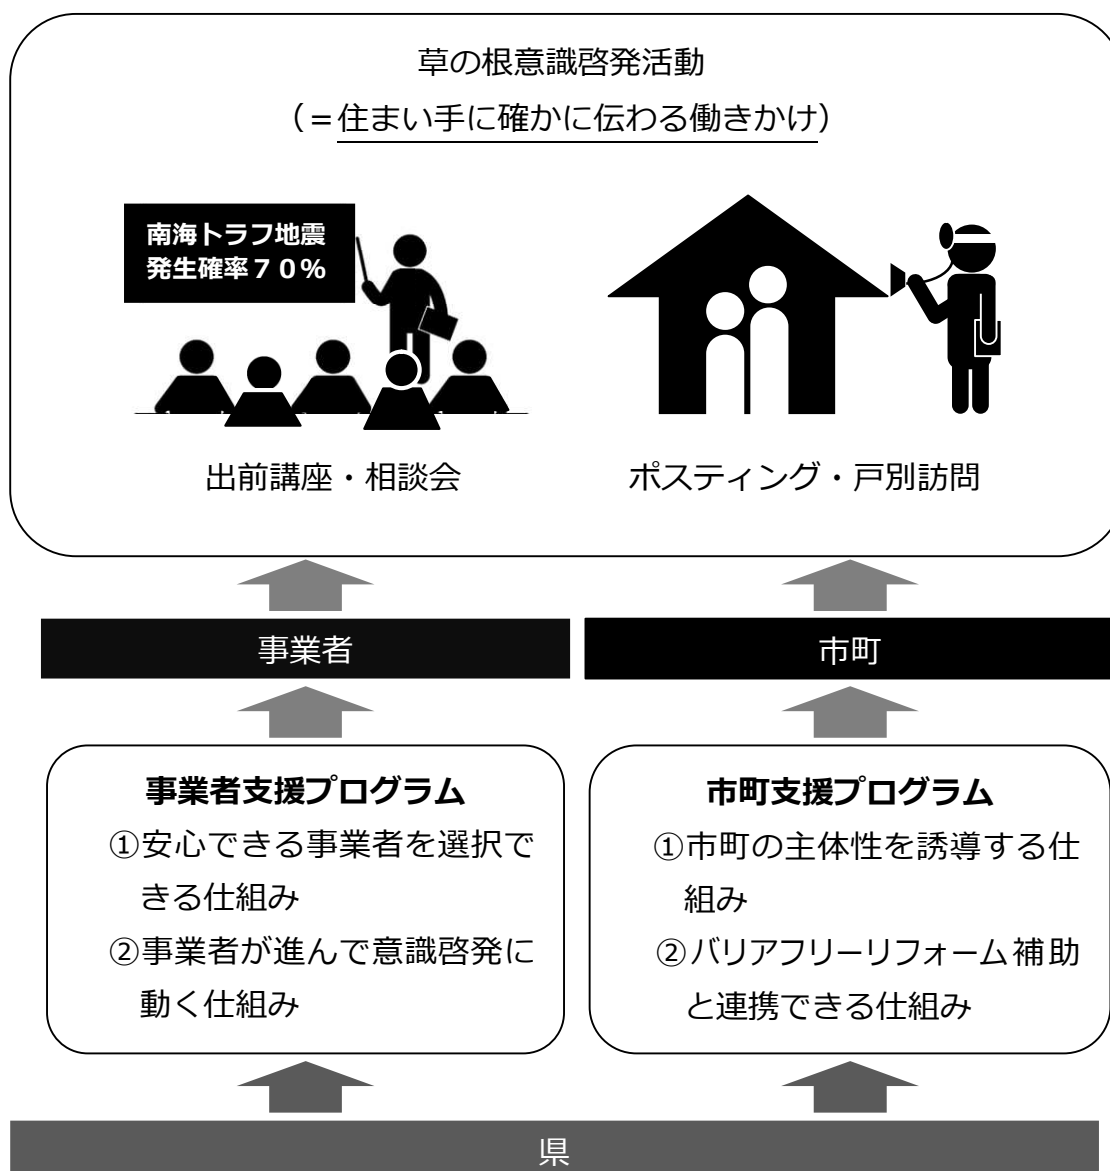 草の根意識啓発活動
（＝住まい手に確かに伝わる働きかけ）
南海トラフ地震
発生確率７０％
出前講座・相談会
ポスティング・戸別訪問
事業者
市町
事業者支援プログラム
①安心できる事業者を選択で
きる仕組み
②事業者が進んで意識啓発に
動く仕組み
市町支援プログラム
①市町の主体性を誘導する仕
組み
②バリアフリーリフォーム補助
と連携できる仕組み
県